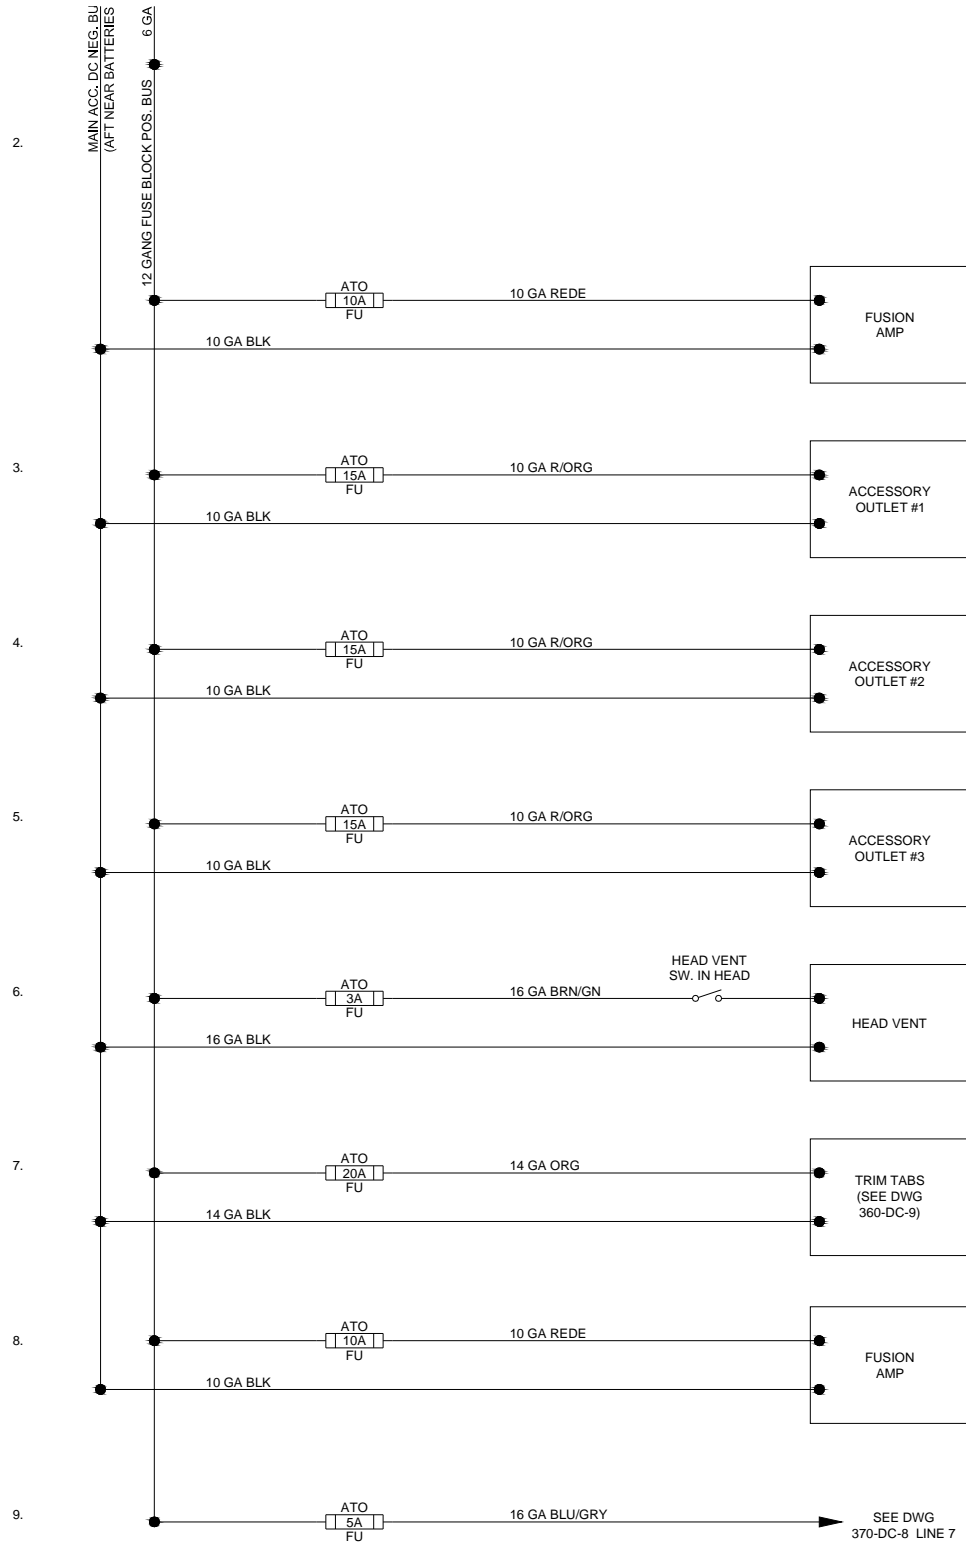 MAIN ACC. DC NEG. BU
(AFT NEAR BATTERIES
12 GANG FUSE BLOCK POS. BUS
6 GA
2.
ATO
10A
FU
10 GA REDE
10 GA BLK
FUSION
AMP
3.
ATO
15A
FU
10 GA R/ORG
10 GA BLK
ACCESSORY
OUTLET #1
4.
ATO
15A
FU
10 GA R/ORG
10 GA BLK
ACCESSORY
OUTLET #2
5.
ATO
15A
FU
10 GA R/ORG
10 GA BLK
ACCESSORY
OUTLET #3
6.
ATO
3A
FU
16 GA BRN/GN
HEAD VENT
SW. IN HEAD
16 GA BLK
HEAD VENT
7.
ATO
20A
FU
14 GA ORG
14 GA BLK
TRIM TABS
(SEE DWG
360-DC-9)
8.
ATO
10A
FU
10 GA REDE
10 GA BLK
FUSION
AMP
9.
ATO
5A
FU
16 GA BLU/GRY
SEE DWG
370-DC-8 LINE 7